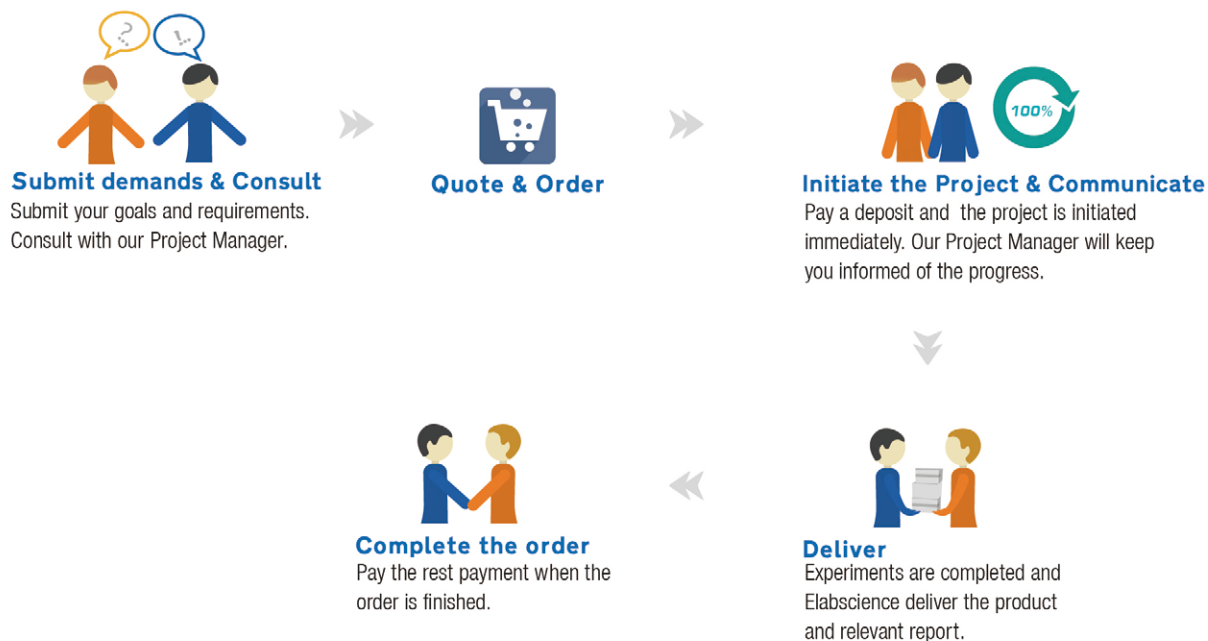 ?
!
100%
Submit demands & Consult
Submit your goals and requirements.
Consult with our Project Manager.
Quote & Order
Initiate the Project & Communicate
Pay a deposit and the project is initiated
immediately. Our Project Manager will keep
you informed of the progress.
Deliver
Experiments are completed and
Elabscience deliver the product
and relevant report.
Complete the order
Pay the rest payment when the
order is finished.